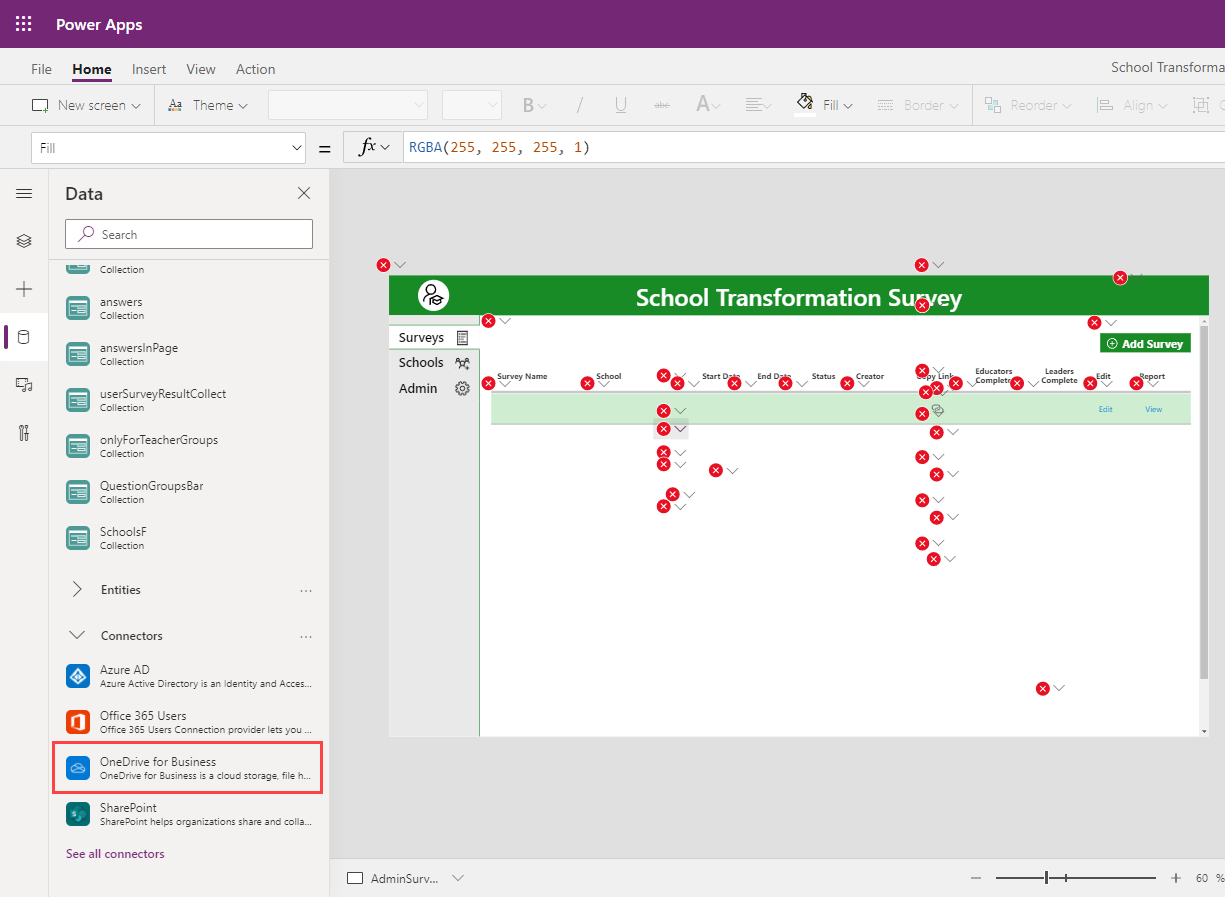 Power Apps
File Home Insert View Action School Transforma
New screen Theme B / U abc A Fill Border Reorder Align
Fill = fx RGBA(255, 255, 255, 1)
Data
Search
Collection
answers
Collection
answersInPage
Collection
userSurveyResultCollect
Collection
onlyForTeacherGroups
Collection
QuestionGroupsBar
Collection
SchoolsF
Collection
Entities ...
Connectors ...
Azure AD
Azure Active Directory is an Identity and Acces...
Office 365 Users
Office 365 Users Connection provider lets you ...
OneDrive for Business
OneDrive for Business is a cloud storage, file h...
SharePoint
SharePoint helps organizations share and colla...
See all connectors
School Transformation Survey
Surveys
Schools
Admin
Add Survey
Survey Name School Start Date End Date Status Creator Copy Link Educators Complete Leaders Complete Edit Report
Edit View
AdminSurv...
60 %